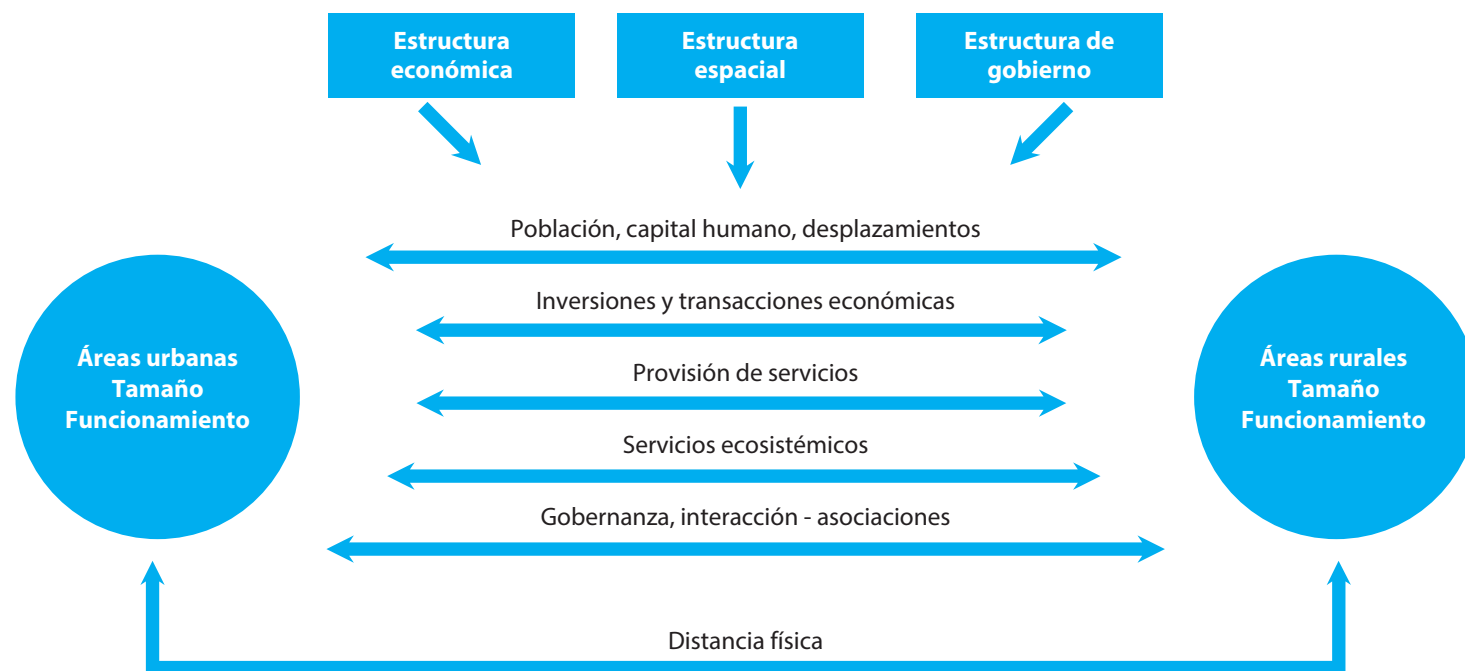 Estructura
económica
Estructura
espacial
Estructura de
gobierno
Población, capital humano, desplazamientos
Inversiones y transacciones económicas
Provisión de servicios
Servicios ecosistémicos
Gobernanza, interacción - asociaciones
Áreas urbanas
Tamaño
Funcionamiento
Áreas rurales
Tamaño
Funcionamiento
Distancia física